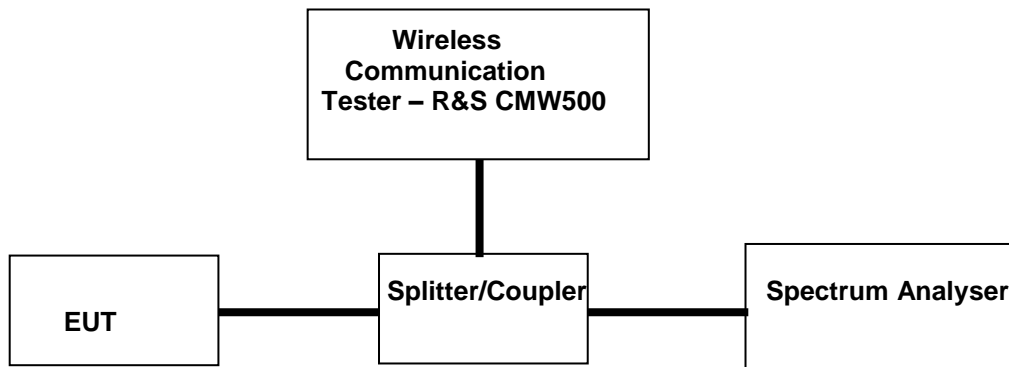 Wireless
Communication
Tester – R&S CMW500
Splitter/Coupler
Spectrum Analyser
EUT